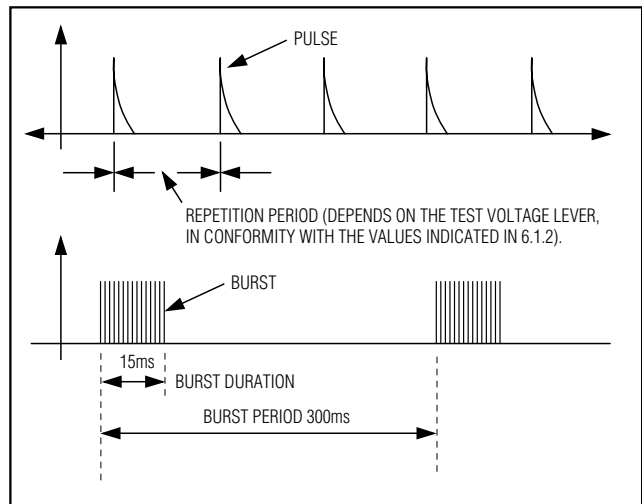 PULSE
REPETITION PERIOD (DEPENDS ON THE TEST VOLTAGE LEVER,
IN CONFORMITY WITH THE VALUES INDICATED IN 6.1.2).
BURST
15ms
BURST DURATION
BURST PERIOD 300ms